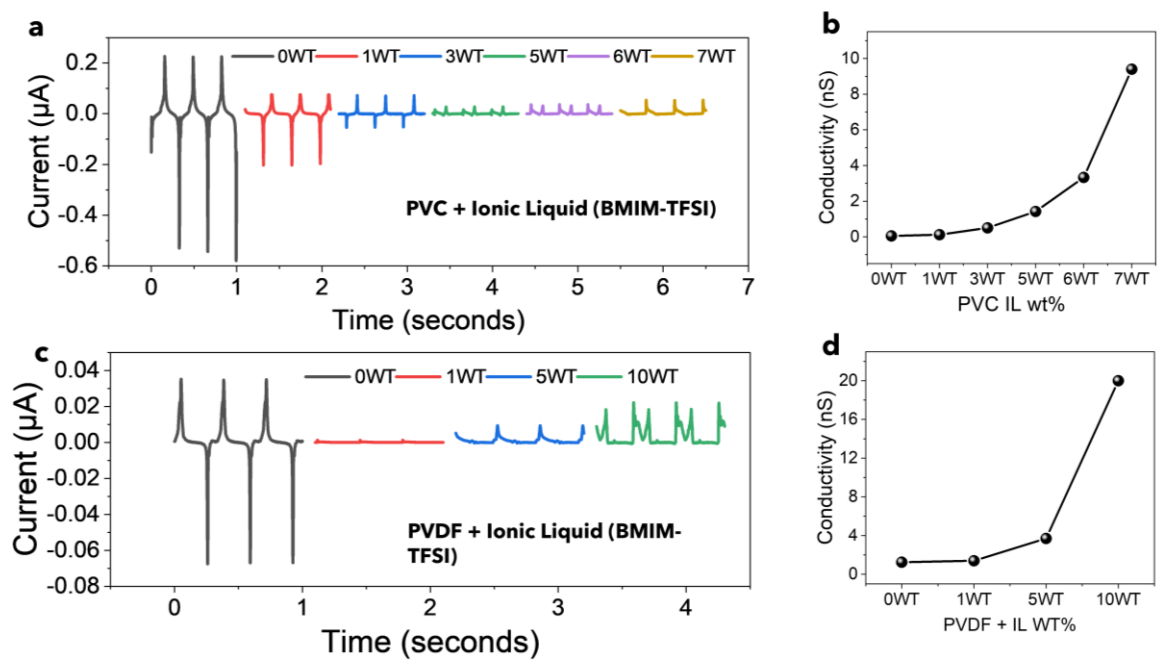 a
0WT 1WT 3WT 5WT 6WT 7WT
0.2
0.0
-0.2
-0.4
-0.6
Current (µA)
PVC + Ionic Liquid (BMIM-TFSI)
0 1 2 3 4 5 6 7
Time (seconds)
b
10
8
6
4
2
0
Conductivity (nS)
0WT 1WT 3WT 5WT 6WT 7WT
PVC IL wt%
c
0WT 1WT 5WT 10WT
0.04
0.02
0.00
-0.02
-0.04
-0.06
-0.08
Current (µA)
PVDF + Ionic Liquid (BMIM-
TFSI)
0 1 2 3 4
Time (seconds)
d
20
16
12
8
4
0
Conductivity (nS)
0WT 1WT 5WT 10WT
PVDF + IL WT%